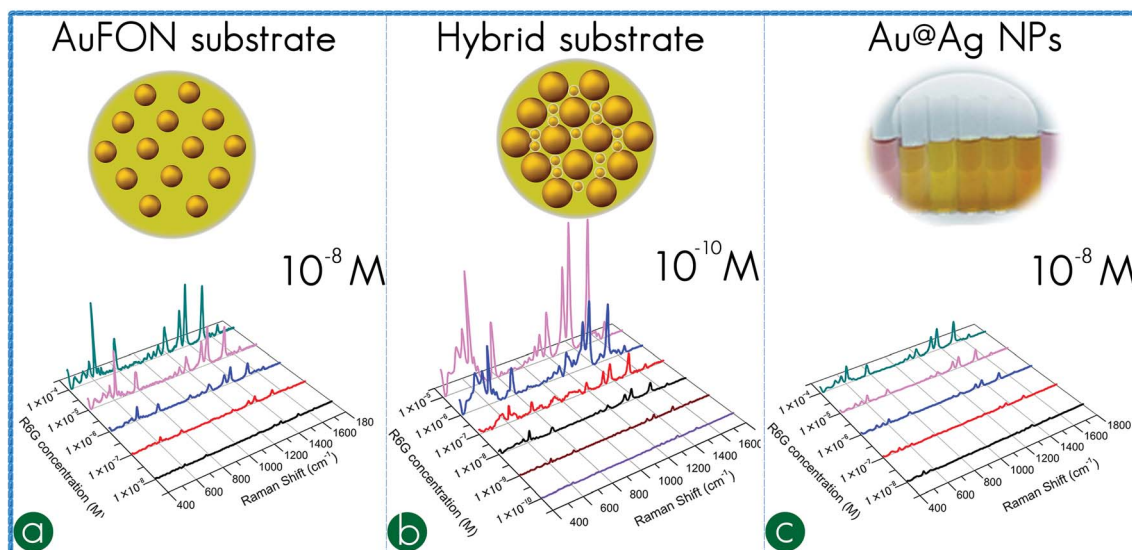 AuFON substrate
Hybrid substrate
Au@Ag NPs
10⁻⁸ M
10⁻¹⁰ M
10⁻⁸ M
1×10⁻⁴
1×10⁻⁵
1×10⁻⁶
1×10⁻⁷
1×10⁻⁸
R6G concentration (M)
400
600
800
1000
1200
1400
1600
180
Raman Shift (cm⁻¹)
a
1×10⁻⁵
1×10⁻⁶
1×10⁻⁷
1×10⁻⁸
1×10⁻⁹
1×10⁻¹⁰
R6G concentration (M)
400
600
800
1000
1200
1400
1600
Raman Shift (cm⁻¹)
b
1×10⁻⁴
1×10⁻⁵
1×10⁻⁶
1×10⁻⁷
1×10⁻⁸
R6G concentration (M)
400
600
800
1000
1200
1400
1600
1800
Raman Shift (cm⁻¹)
c